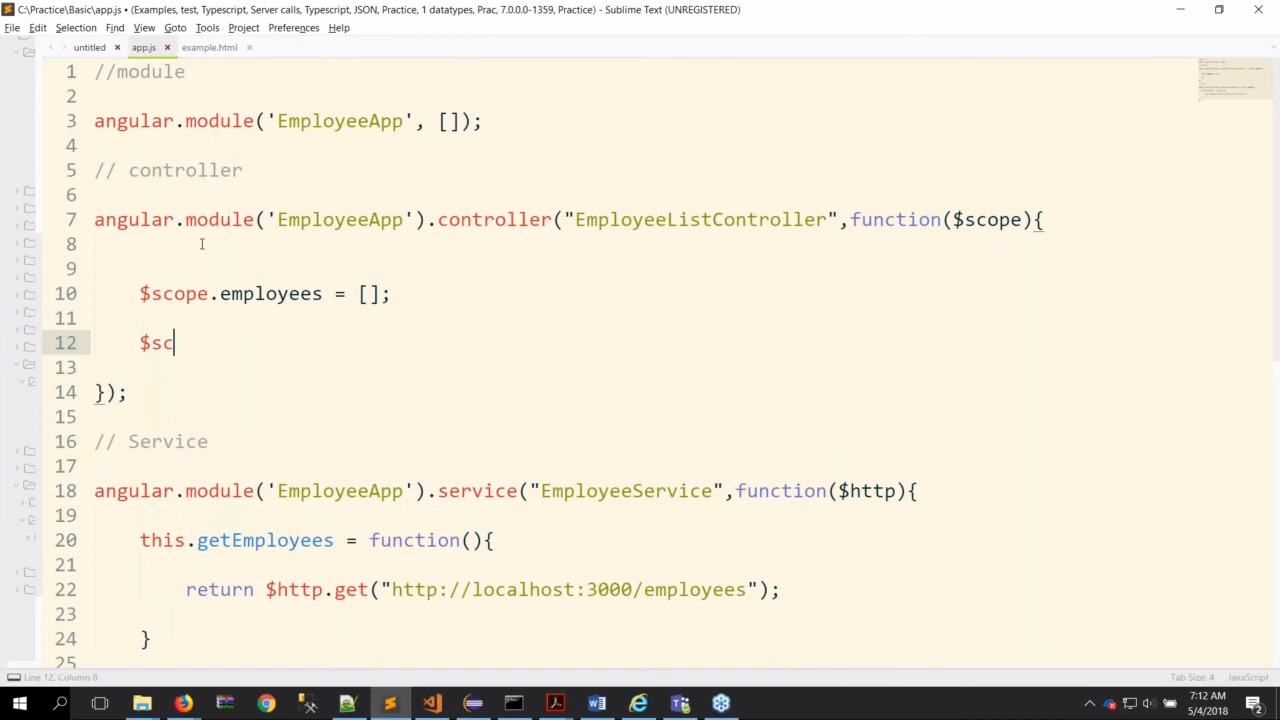 C:\Practice\Basic\app.js • (Examples, test, Typescript, Server calls, Typescript, JSON, Practice, 1 datatypes, Prac, 7.0.0.0-1359, Practice) - Sublime Text (UNREGISTERED)
File Edit Selection Find View Goto Tools Project Preferences Help
untitled app.js example.html
1 //module
2
3 angular.module('EmployeeApp', []);
4
5 // controller
6
7 angular.module('EmployeeApp').controller("EmployeeListController",function($scope){
8
9
10 $scope.employees = [];
11
12 $sc
13
14 });
15
16 // Service
17
18 angular.module('EmployeeApp').service("EmployeeService",function($http){
19
20 this.getEmployees = function(){
21
22 return $http.get("http://localhost:3000/employees");
23
24 }
25
Line 12, Column 8 Tab Size: 4 JavaScript
7:12 AM
5/4/2018
2